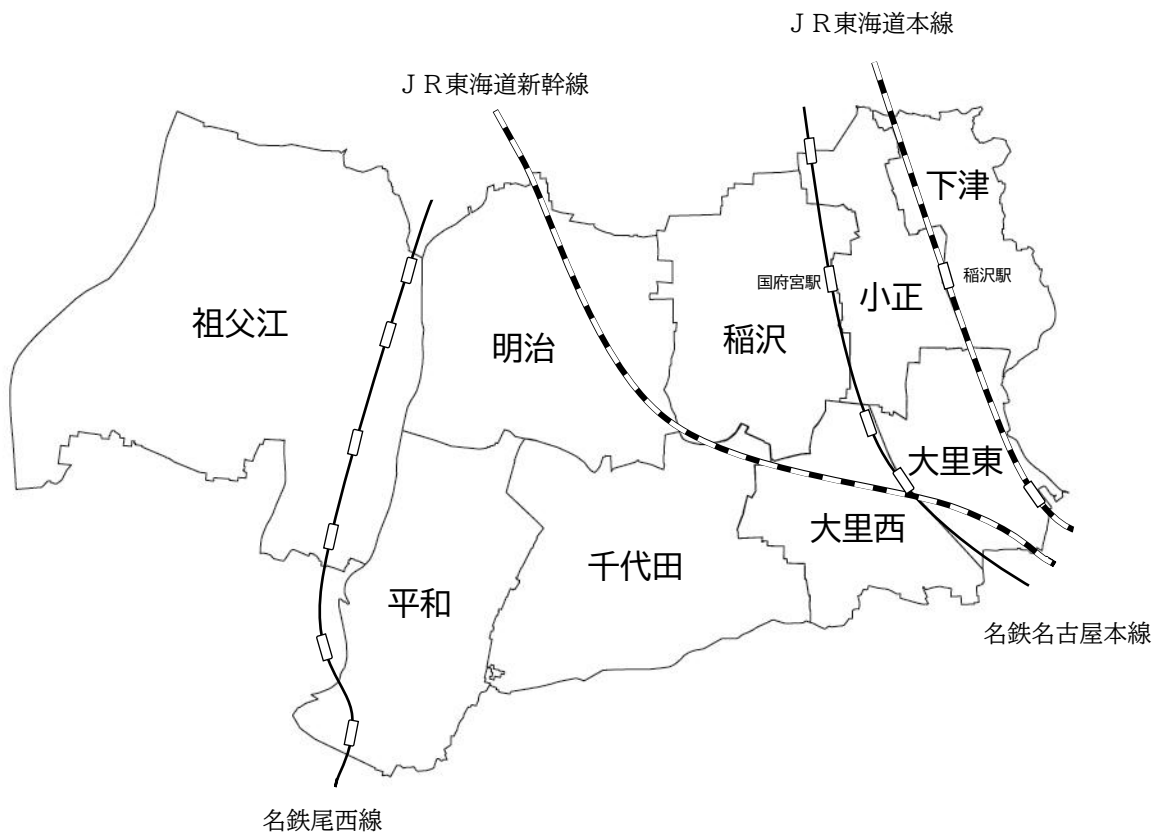 ＪＲ東海道本線
ＪＲ東海道新幹線
下津
国府宮駅
稲沢駅
小正
祖父江
稲沢
明治
大里東
大里西
千代田
平和
名鉄名古屋本線
名鉄尾西線